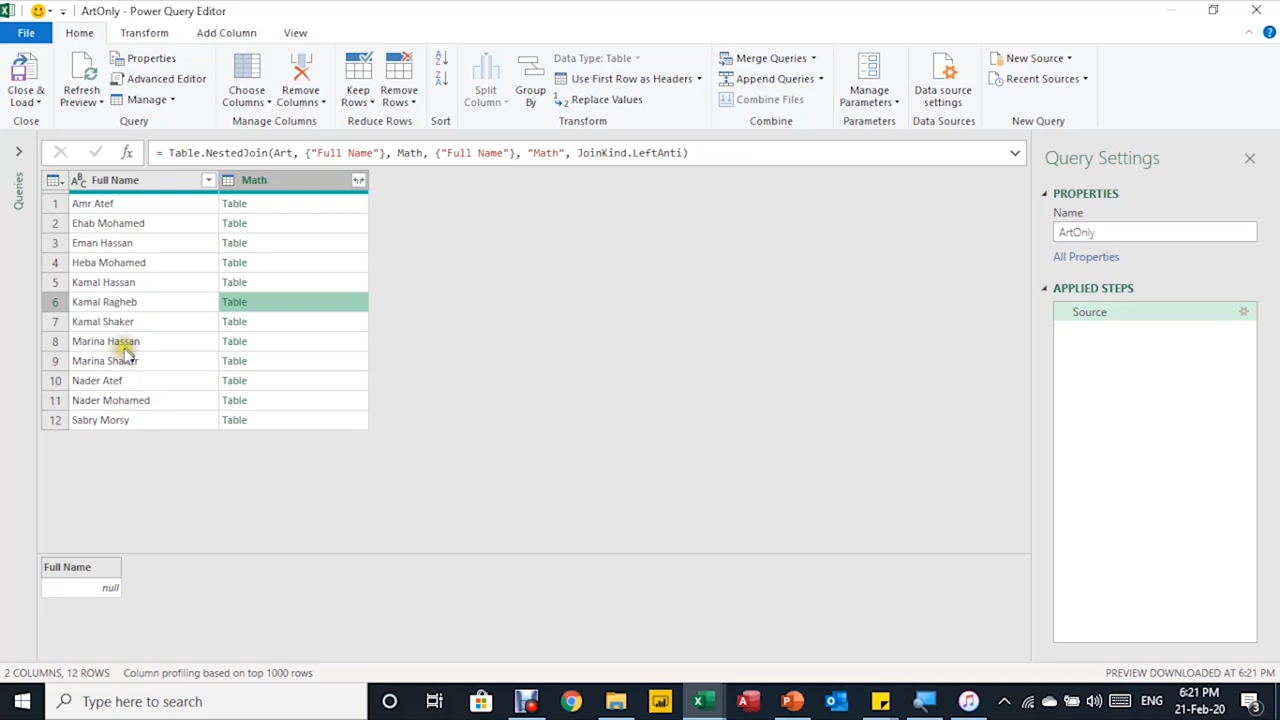 ArtOnly - Power Query Editor
File Home Transform Add Column View
Close & Load
Refresh Preview
Properties
Advanced Editor
Manage
Choose Columns
Remove Columns
Keep Rows
Remove Rows
Split Column
Group By
Data Type: Table
Use First Row as Headers
Replace Values
Merge Queries
Append Queries
Combine Files
Manage Parameters
Data source settings
New Source
Recent Sources
Close Query Manage Columns Reduce Rows Sort Transform Combine Parameters Data Sources New Query
= Table.NestedJoin(Art, {"Full Name"}, Math, {"Full Name"}, "Math", JoinKind.LeftAnti)
Queries
Full Name Math
1 Amr Atef Table
2 Ehab Mohamed Table
3 Eman Hassan Table
4 Heba Mohamed Table
5 Kamal Hassan Table
6 Kamal Ragheb Table
7 Kamal Shaker Table
8 Marina Hassan Table
9 Marina Shaker Table
10 Nader Atef Table
11 Nader Mohamed Table
12 Sabry Morsy Table
Full Name
null
Query Settings
PROPERTIES
Name
ArtOnly
All Properties
APPLIED STEPS
Source
2 COLUMNS, 12 ROWS Column profiling based on top 1000 rows PREVIEW DOWNLOADED AT 6:21 PM
Type here to search
ENG
6:21 PM
21-Feb-20
3